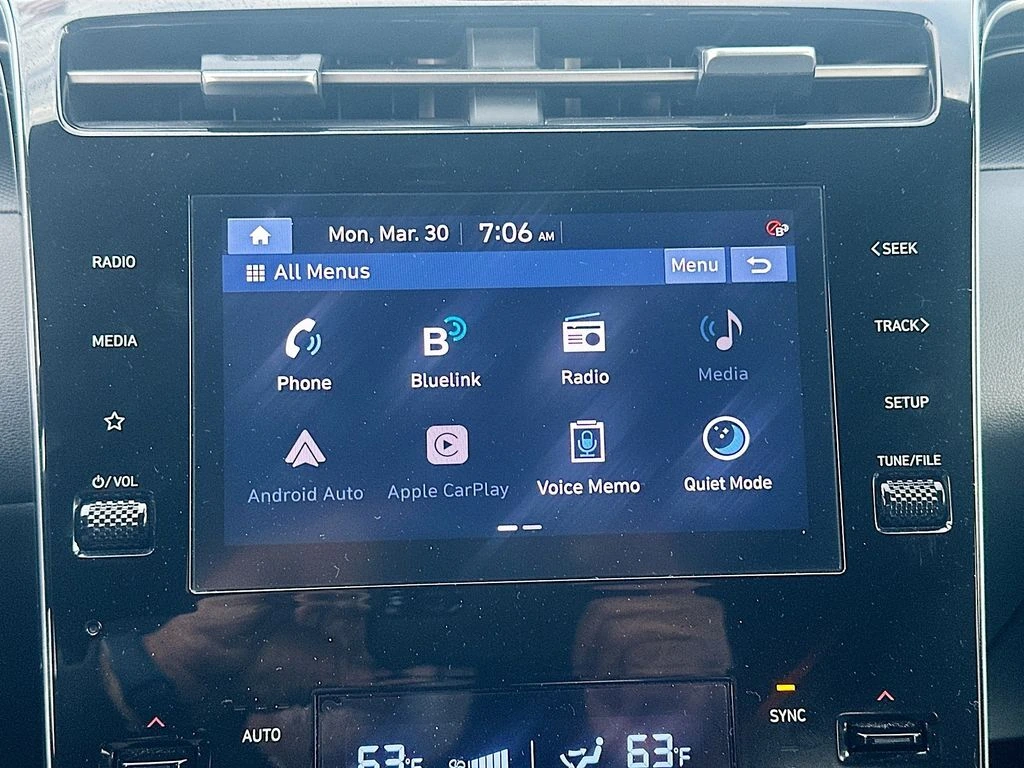 Mon, Mar. 30 7:06 AM
All Menus Menu
RADIO
<SEEK
MEDIA
TRACK>
Phone Bluelink Radio Media
SETUP
⏻/VOL
TUNE/FILE
Android Auto Apple CarPlay Voice Memo Quiet Mode
AUTO
SYNC
63°F 63°F